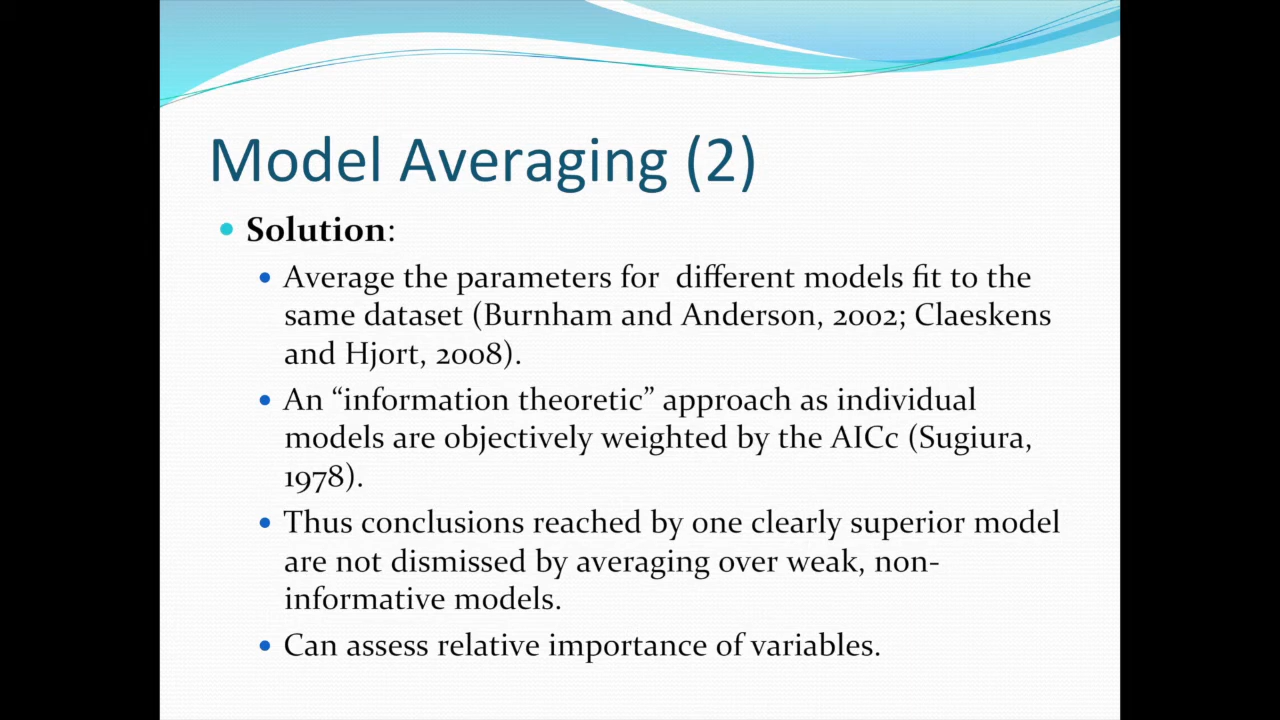 Model Averaging (2)
• Solution:
• Average the parameters for different models fit to the
same dataset (Burnham and Anderson, 2002; Claeskens
and Hjort, 2008).
• An “information theoretic” approach as individual
models are objectively weighted by the AICc (Sugiura,
1978).
• Thus conclusions reached by one clearly superior model
are not dismissed by averaging over weak, non-
informative models.
• Can assess relative importance of variables.